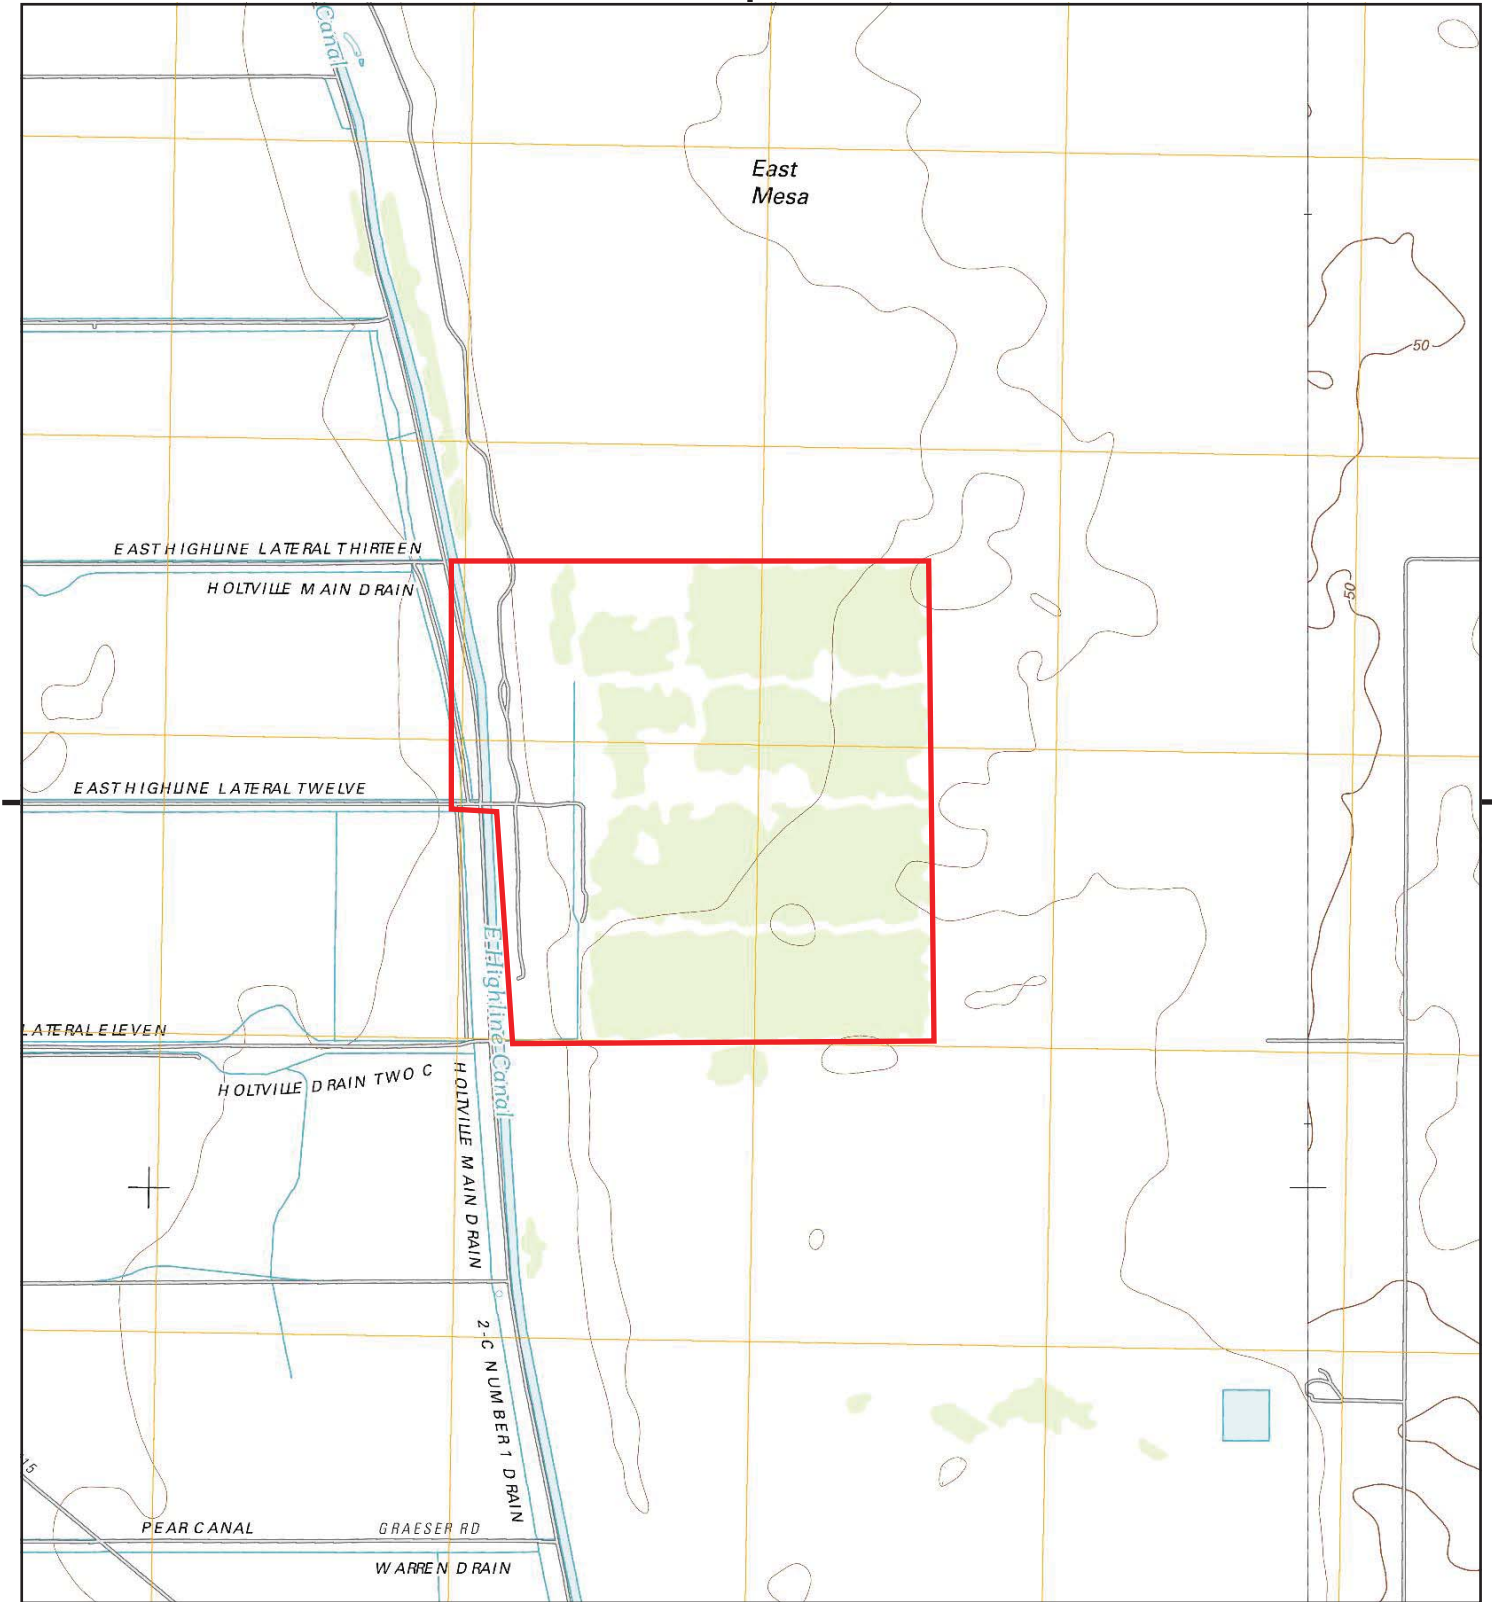 Canal
East
Mesa
50
EAST HIGHLINE LATERAL THIRTEEN
HOLTVILLE MAIN DRAIN
50
EAST HIGHLINE LATERAL TWELVE
E Highline Canal
LATERAL ELEVEN
HOLTVILLE DRAIN TWO C
HOLTVILLE MAIN DRAIN
2-C NUMBER 1 DRAIN
15
PEAR CANAL
GRAESER RD
WARREN DRAIN